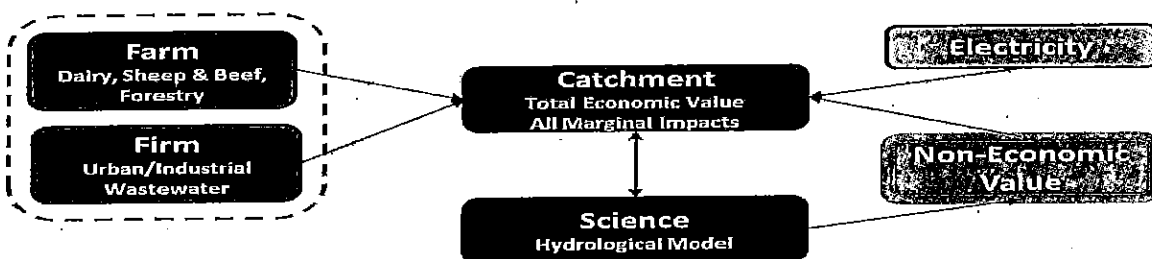 Farm
Dairy, Sheep & Beef,
Forestry
Firm
Urban/Industrial
Wastewater
Catchment
Total Economic Value
All Marginal Impacts
Science
Hydrological Model
Electricity
Non-Economic
Value